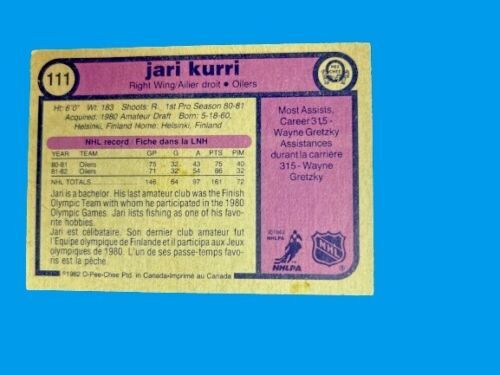 111
jari kurri
Right Wing/Ailier droit • Oilers
O-PEE-CHEE
Ht: 6'0" Wt: 183 Shoots: R. 1st Pro Season 80-81
Acquired: 1980 Amateur Draft Born: 5-18-60,
Helsinki, Finland Home: Helsinki, Finland
NHL record/Fiche dans la LNH
YEAR TEAM GP G A PTS PIM
80-81 Oilers 75 32 43 75 40
81-82 Oilers 71 32 54 86 32
NHL TOTALS 146 64 97 161 72
Jari is a bachelor. His last amateur club was the Finish
Olympic Team with whom he participated in the 1980
Olympic Games. Jari lists fishing as one of his favo-
rite hobbies.
Jari est célibataire. Son dernier club amateur fut
l'Equipe olympique de Finlande et il participa aux Jeux
olympiques de 1980. L'un de ses passe-temps favoris
est la pêche.
©1982 O-Pee-Chee Ptd. in Canada-Imprimé au Canada
Most Assists,
Career 315-
Wayne Gretzky
Assistances
durant la carrière
315 - Wayne
Gretzky
©1982
NHLPA
NHLPA
NHL